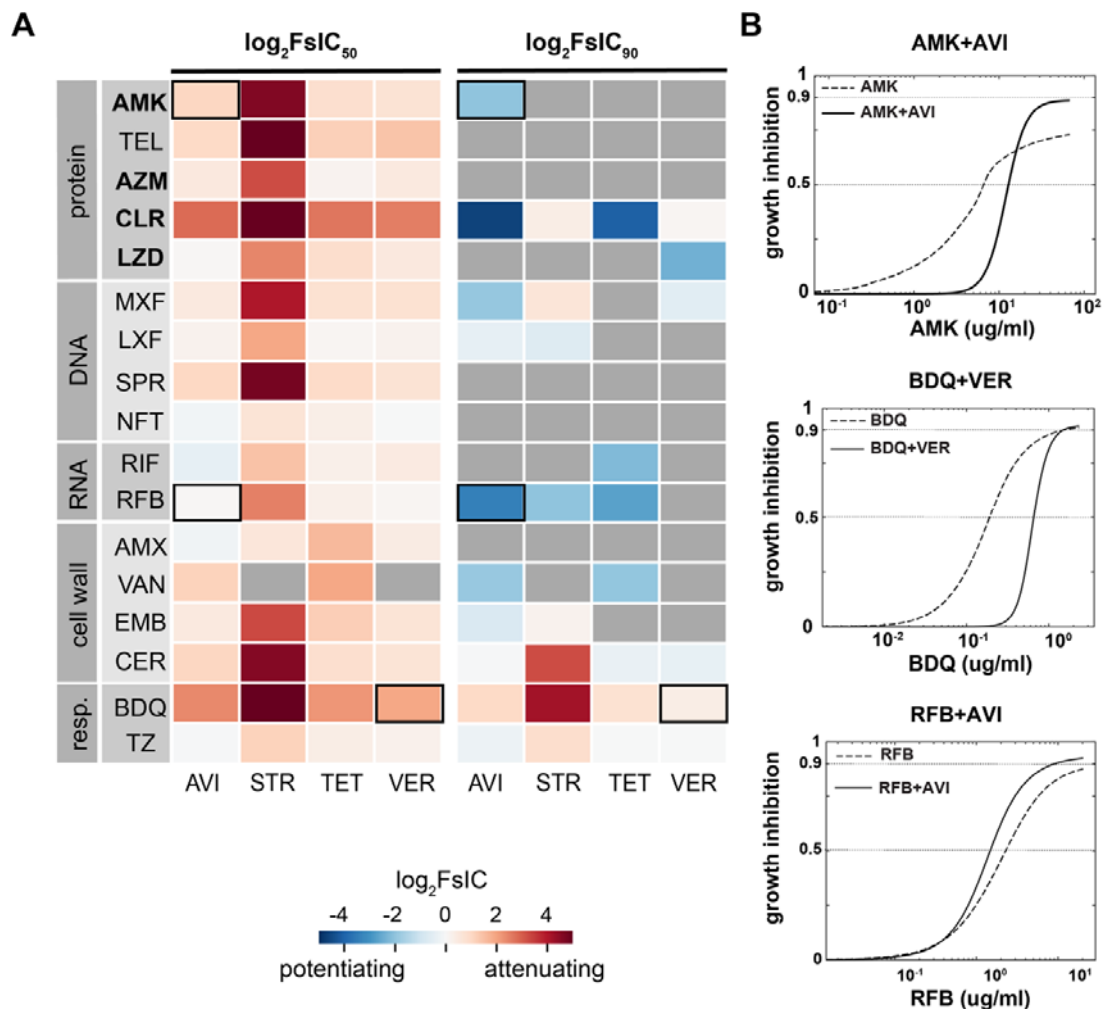 A
log₂FsIC₅₀
log₂FsIC₉₀
protein
AMK
TEL
AZM
CLR
LZD
DNA
MXF
LXF
SPR
NFT
RNA
RIF
RFB
cell wall
AMX
VAN
EMB
CER
resp.
BDQ
TZ
AVI STR TET VER AVI STR TET VER
log₂FsIC
-4 -2 0 2 4
potentiating attenuating
B
AMK+AVI
growth inhibition
1
0.9
0.5
0
AMK
AMK+AVI
10⁻¹ 10⁰ 10¹ 10²
AMK (ug/ml)
BDQ+VER
growth inhibition
1
0.9
0.5
0
BDQ
BDQ+VER
10⁻² 10⁻¹ 10⁰
BDQ (ug/ml)
RFB+AVI
growth inhibition
1
0.9
0.5
0
RFB
RFB+AVI
10⁻¹ 10⁰ 10¹
RFB (ug/ml)